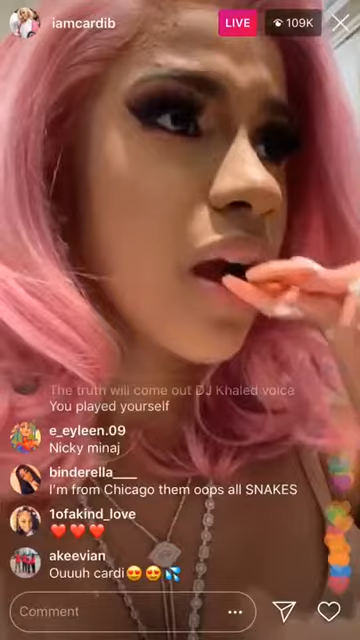 iamcardib
LIVE
109K
The truth will come out DJ Khaled voice
You played yourself
e_eyleen.09
Nicky minaj
binderella___
I'm from Chicago them oops all SNAKES
1ofakind_love
❤️❤️❤️
akeevian
Ouuuh cardi😍😍💦
Comment